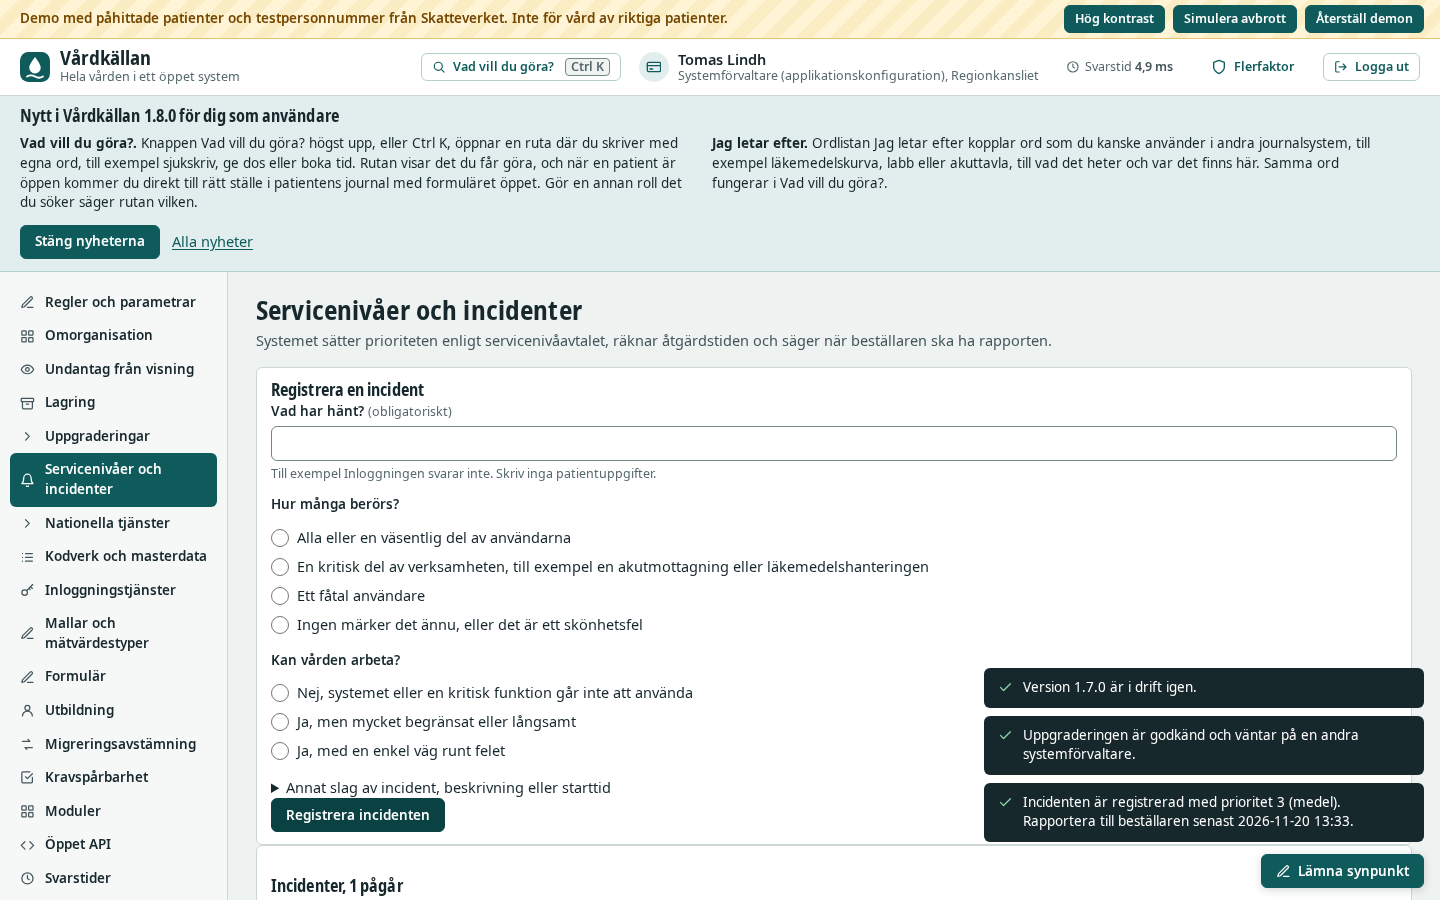 Demo med påhittade patienter och testpersonnummer från Skatteverket. Inte för vård av riktiga patienter.
Hög kontrast
Simulera avbrott
Återställ demon
Vårdkällan
Hela vården i ett öppet system
Vad vill du göra? Ctrl K
Tomas Lindh
Systemförvaltare (applikationskonfiguration), Regionkansliet
Svarstid 4,9 ms
Flerfaktor
Logga ut
Nytt i Vårdkällan 1.8.0 för dig som användare
Vad vill du göra?. Knappen Vad vill du göra? högst upp, eller Ctrl K, öppnar en ruta där du skriver med
egna ord, till exempel sjukskriv, ge dos eller boka tid. Rutan visar det du får göra, och när en patient är
öppen kommer du direkt till rätt ställe i patientens journal med formuläret öppet. Gör en annan roll det
du söker säger rutan vilken.
Jag letar efter. Ordlistan Jag letar efter kopplar ord som du kanske använder i andra journalsystem, till
exempel läkemedelskurva, labb eller akuttavla, till vad det heter och var det finns här. Samma ord
fungerar i Vad vill du göra?.
Stäng nyheterna
Alla nyheter
Regler och parametrar
Omorganisation
Undantag från visning
Lagring
Uppgraderingar
Servicenivåer och
incidenter
Nationella tjänster
Kodverk och masterdata
Inloggningstjänster
Mallar och
mätvärdestyper
Formulär
Utbildning
Migreringsavstämning
Kravspårbarhet
Moduler
Öppet API
Svarstider
Servicenivåer och incidenter
Systemet sätter prioriteten enligt servicenivåavtalet, räknar åtgärdstiden och säger när beställaren ska ha rapporten.
Registrera en incident
Vad har hänt? (obligatoriskt)
Till exempel Inloggningen svarar inte. Skriv inga patientuppgifter.
Hur många berörs?
Alla eller en väsentlig del av användarna
En kritisk del av verksamheten, till exempel en akutmottagning eller läkemedelshanteringen
Ett fåtal användare
Ingen märker det ännu, eller det är ett skönhetsfel
Kan vården arbeta?
Nej, systemet eller en kritisk funktion går inte att använda
Ja, men mycket begränsat eller långsamt
Ja, med en enkel väg runt felet
Annat slag av incident, beskrivning eller starttid
Registrera incidenten
Incidenter, 1 pågår
Version 1.7.0 är i drift igen.
Uppgraderingen är godkänd och väntar på en andra
systemförvaltare.
Incidenten är registrerad med prioritet 3 (medel).
Rapportera till beställaren senast 2026-11-20 13:33.
Lämna synpunkt